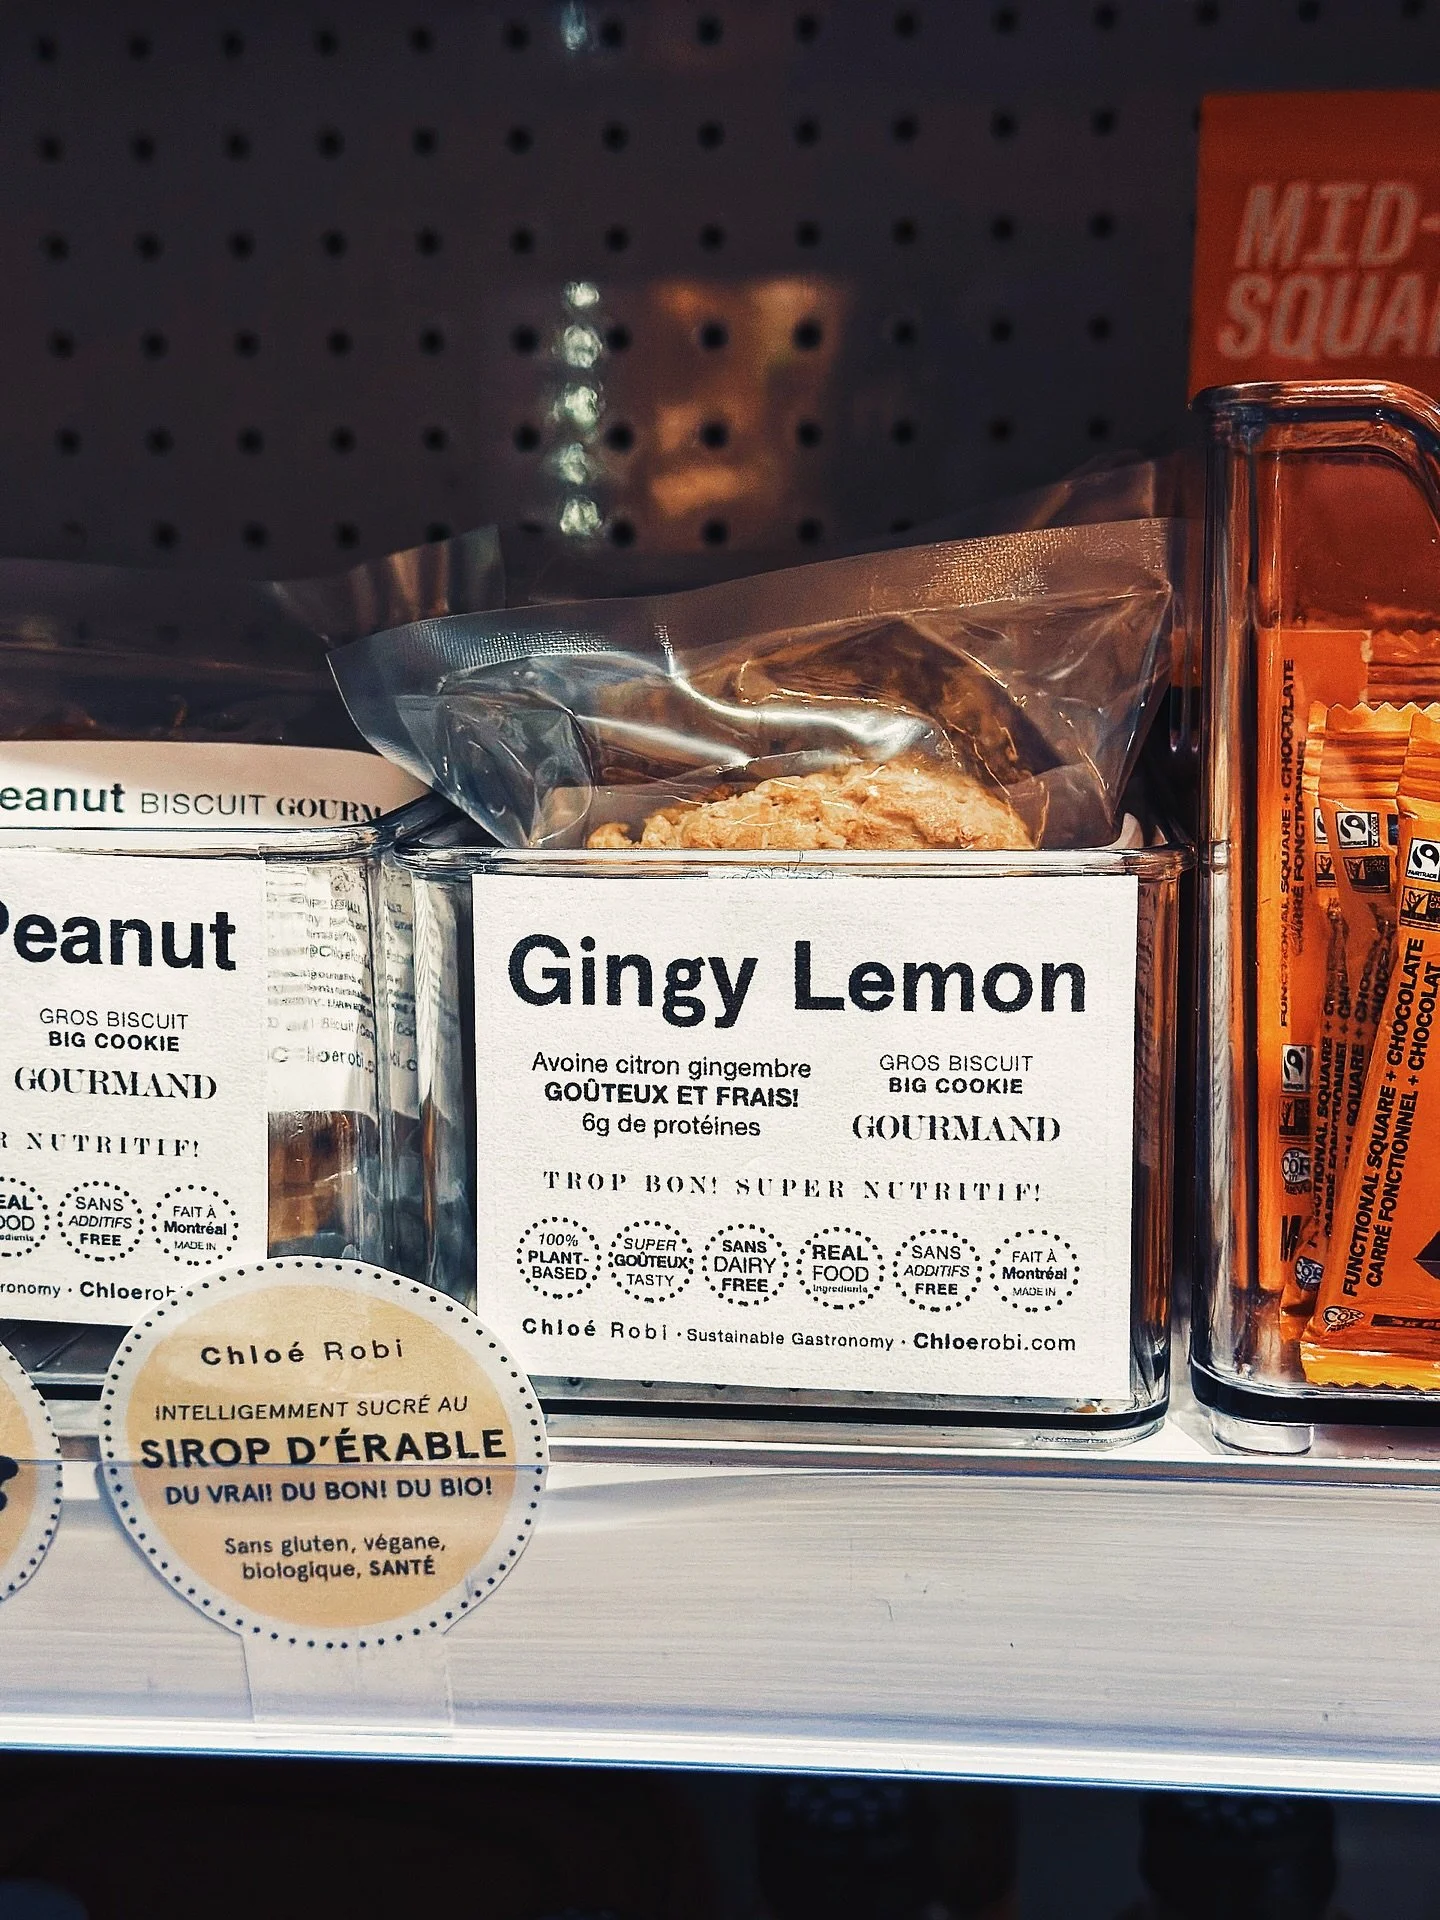 MID-
SQUA
eanut BISCUIT GOURM
Peanut
GROS BISCUIT
BIG COOKIE
GOURMAND
R NUTRITIF!
EAL
OOD
SANS
ADDITIFS
FREE
FAIT À
Montréal
MADE IN
ronomy · Chloerob
Gingy Lemon
Avoine citron gingembre
GOÛTEUX ET FRAIS!
6g de protéines
GROS BISCUIT
BIG COOKIE
GOURMAND
TROP BON! SUPER NUTRITIF!
100%
PLANT-
BASED
SUPER
GOÛTEUX
TASTY
SANS
DAIRY
FREE
REAL
FOOD
Ingredients
SANS
ADDITIFS
FREE
FAIT À
Montréal
MADE IN
Chloé Robi · Sustainable Gastronomy · Chloerobi.com
Chloé Robi
INTELLIGEMMENT SUCRÉ AU
SIROP D'ÉRABLE
DU VRAI! DU BON! DU BIO!
Sans gluten, végane,
biologique, SANTÉ
FUNCTIONAL SQUARE + CHOCOLATE
CARRÉ FONCTIONNEL + CHOCOLAT
FAIRTRADE
FUNCTIONAL SQUARE + CHOCOLATE